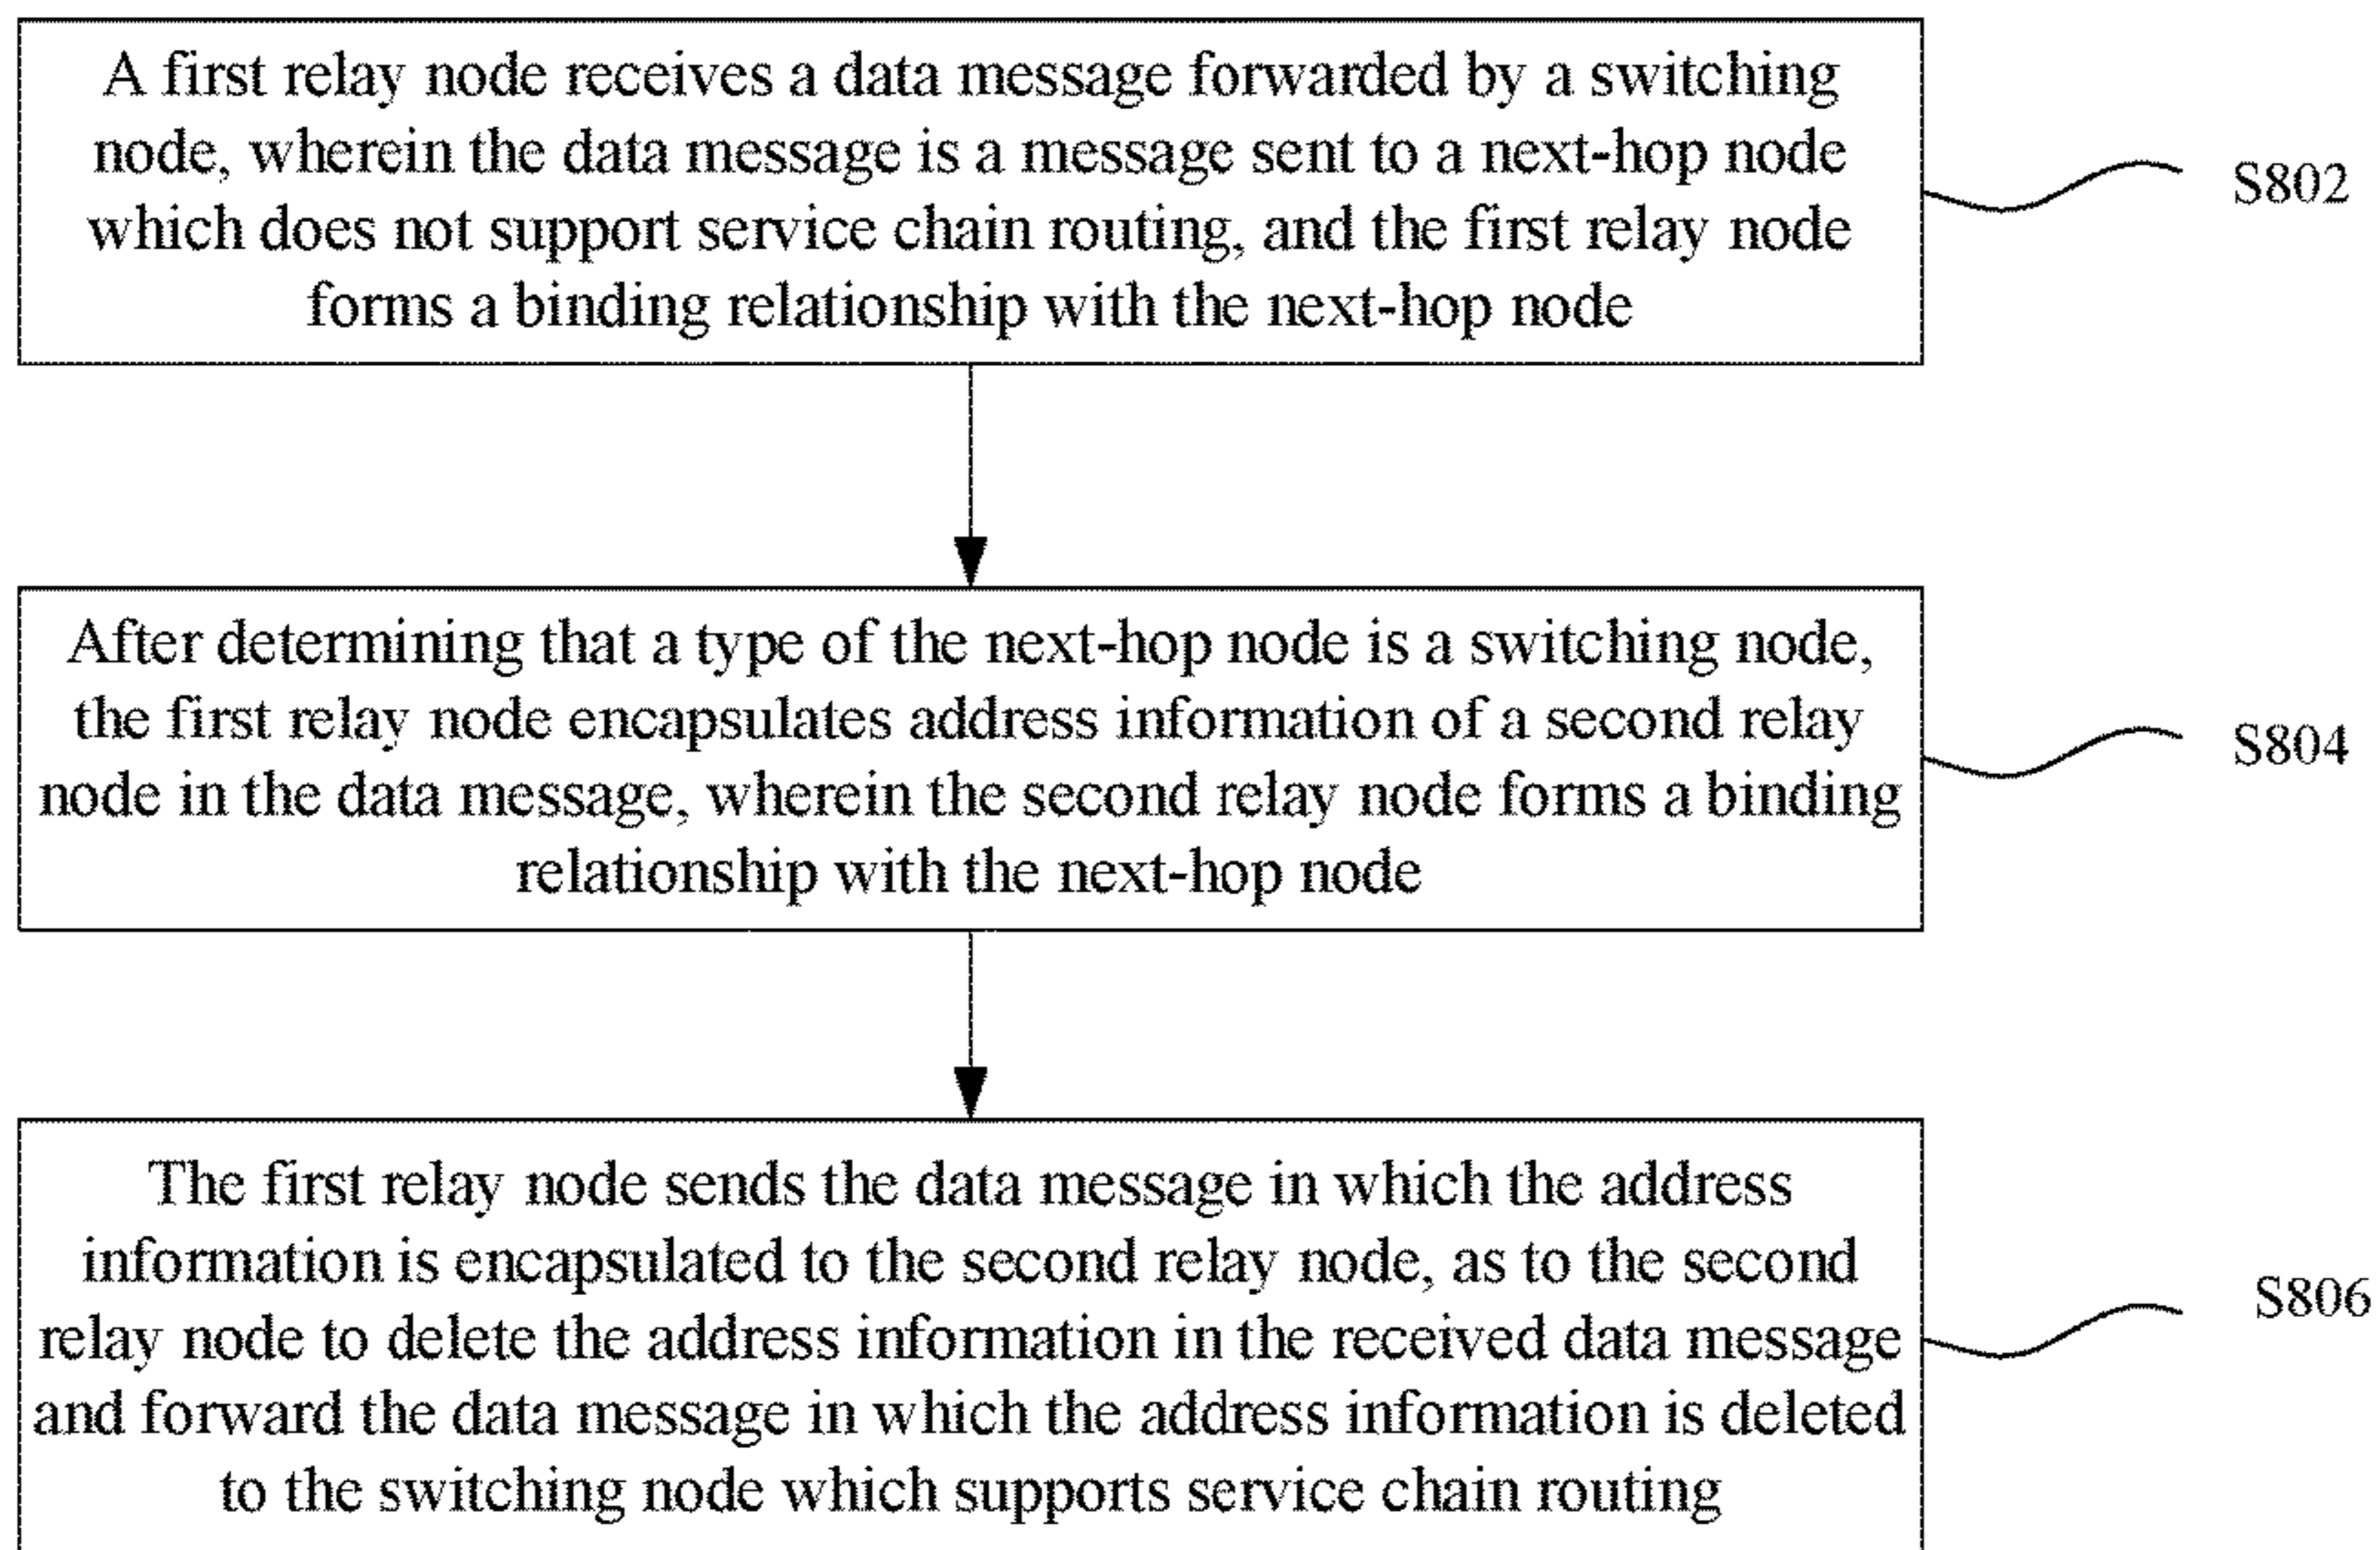 A first relay node receives a data message forwarded by a switching
node, wherein the data message is a message sent to a next-hop node
which does not support service chain routing, and the first relay node
forms a binding relationship with the next-hop node
S802
After determining that a type of the next-hop node is a switching node,
the first relay node encapsulates address information of a second relay
node in the data message, wherein the second relay node forms a binding
relationship with the next-hop node
S804
The first relay node sends the data message in which the address
information is encapsulated to the second relay node, as to the second
relay node to delete the address information in the received data message
and forward the data message in which the address information is deleted
to the switching node which supports service chain routing
S806